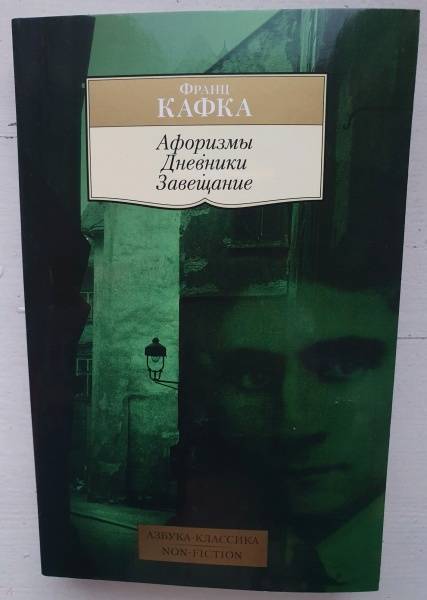 Франц
КАФКА
Афоризмы
Дневники
Завещание
АЗБУКА-КЛАССИКА
NON-FICTION